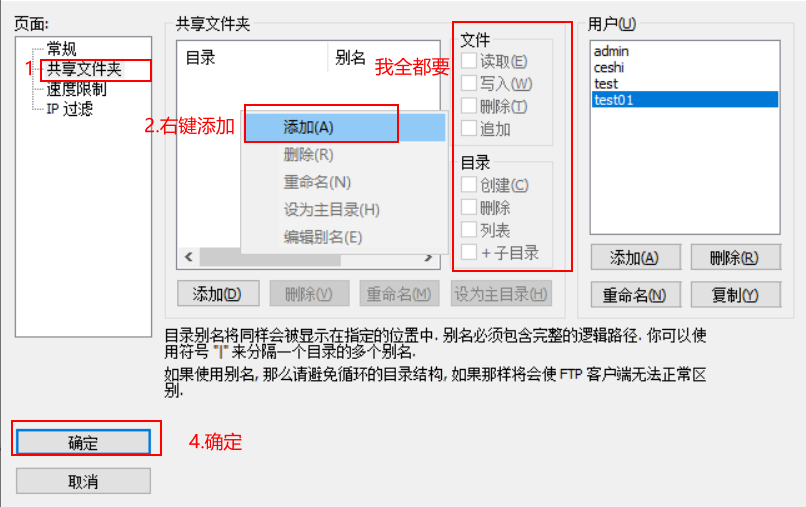 页面:
常规
1 共享文件夹
速度限制
IP 过滤
共享文件夹
目录
别名
我全都要
2.右键添加
添加(A)
删除(R)
重命名(N)
设为主目录(H)
编辑别名(E)
文件
读取(E)
写入(W)
删除(T)
追加
目录
创建(C)
删除
列表
+子目录
添加(D)
删除(V)
重命名(M)
设为主目录(H)
用户(U)
admin
ceshi
test
test01
添加(A)
删除(R)
重命名(N)
复制(Y)
目录别名将同样会被显示在指定的位置中. 别名必须包含完整的逻辑路径. 你可以使
用符号 "|" 来分隔一个目录的多个别名.
如果使用别名, 那么请避免循环的目录结构, 如果那样将会使 FTP 客户端无法正常区
别.
确定
4.确定
取消